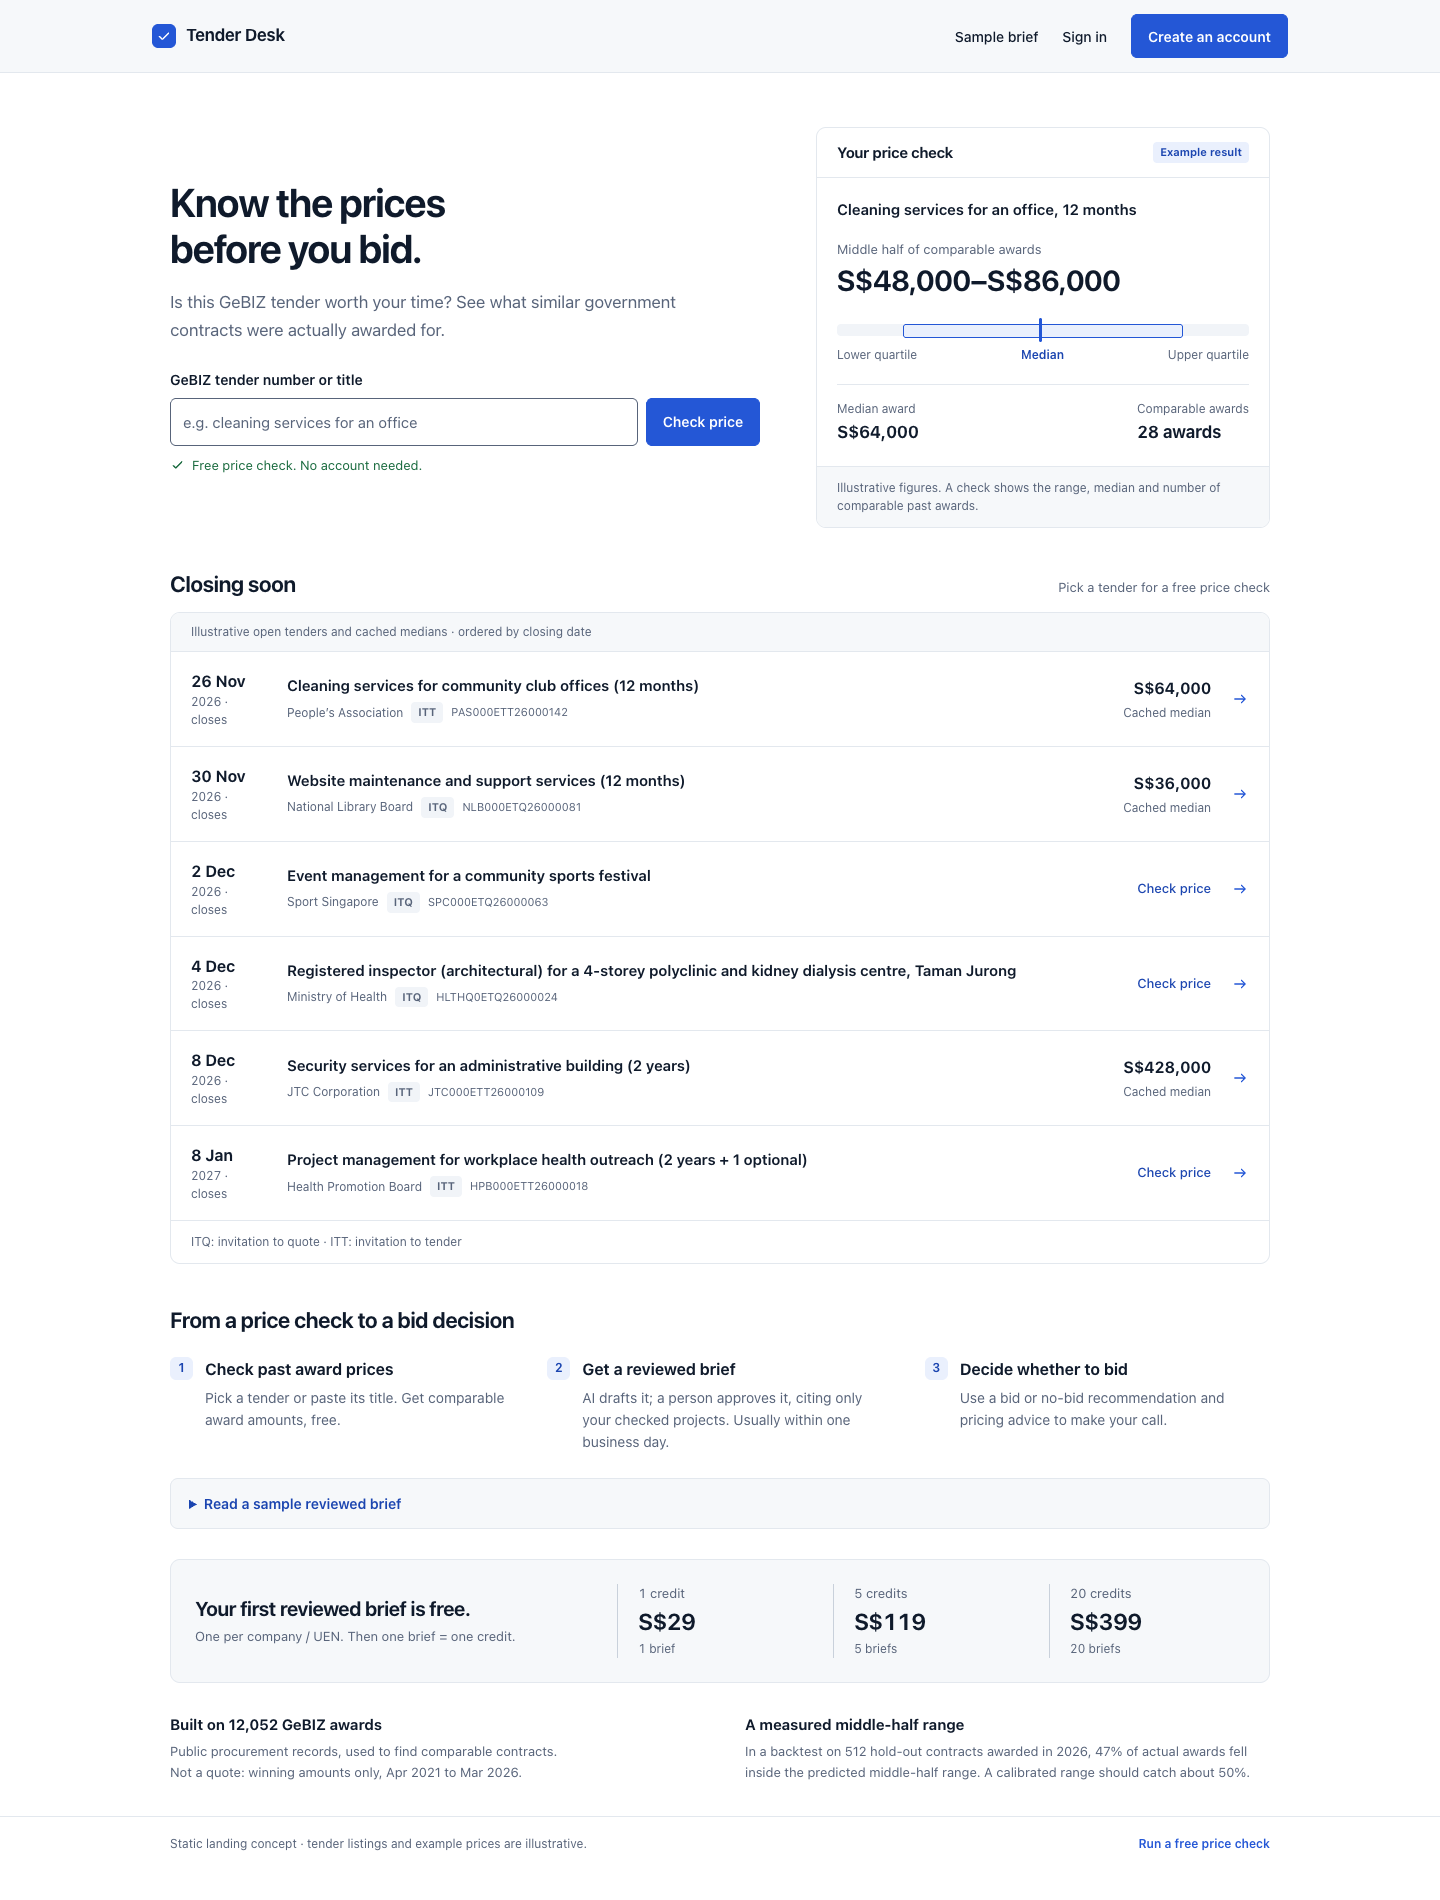 Tender Desk
Sample brief
Sign in
Create an account
Know the prices
before you bid.
Is this GeBIZ tender worth your time? See what similar government
contracts were actually awarded for.
GeBIZ tender number or title
e.g. cleaning services for an office
Check price
Free price check. No account needed.
Your price check
Example result
Cleaning services for an office, 12 months
Middle half of comparable awards
S$48,000–S$86,000
Lower quartile
Median
Upper quartile
Median award
S$64,000
Comparable awards
28 awards
Illustrative figures. A check shows the range, median and number of
comparable past awards.
Closing soon
Pick a tender for a free price check
Illustrative open tenders and cached medians · ordered by closing date
26 Nov
2026 ·
closes
Cleaning services for community club offices (12 months)
People’s Association ITT PAS000ETT26000142
S$64,000
Cached median
→
30 Nov
2026 ·
closes
Website maintenance and support services (12 months)
National Library Board ITQ NLB000ETQ26000081
S$36,000
Cached median
→
2 Dec
2026 ·
closes
Event management for a community sports festival
Sport Singapore ITQ SPC000ETQ26000063
Check price →
4 Dec
2026 ·
closes
Registered inspector (architectural) for a 4-storey polyclinic and kidney dialysis centre, Taman Jurong
Ministry of Health ITQ HLTHQ0ETQ26000024
Check price →
8 Dec
2026 ·
closes
Security services for an administrative building (2 years)
JTC Corporation ITT JTC000ETT26000109
S$428,000
Cached median
→
8 Jan
2027 ·
closes
Project management for workplace health outreach (2 years + 1 optional)
Health Promotion Board ITT HPB000ETT26000018
Check price →
ITQ: invitation to quote · ITT: invitation to tender
From a price check to a bid decision
1
Check past award prices
Pick a tender or paste its title. Get comparable
award amounts, free.
2
Get a reviewed brief
AI drafts it; a person approves it, citing only
your checked projects. Usually within one
business day.
3
Decide whether to bid
Use a bid or no-bid recommendation and
pricing advice to make your call.
Read a sample reviewed brief
Your first reviewed brief is free.
One per company / UEN. Then one brief = one credit.
1 credit
S$29
1 brief
5 credits
S$119
5 briefs
20 credits
S$399
20 briefs
Built on 12,052 GeBIZ awards
Public procurement records, used to find comparable contracts.
Not a quote: winning amounts only, Apr 2021 to Mar 2026.
A measured middle-half range
In a backtest on 512 hold-out contracts awarded in 2026, 47% of actual awards fell
inside the predicted middle-half range. A calibrated range should catch about 50%.
Static landing concept · tender listings and example prices are illustrative.
Run a free price check